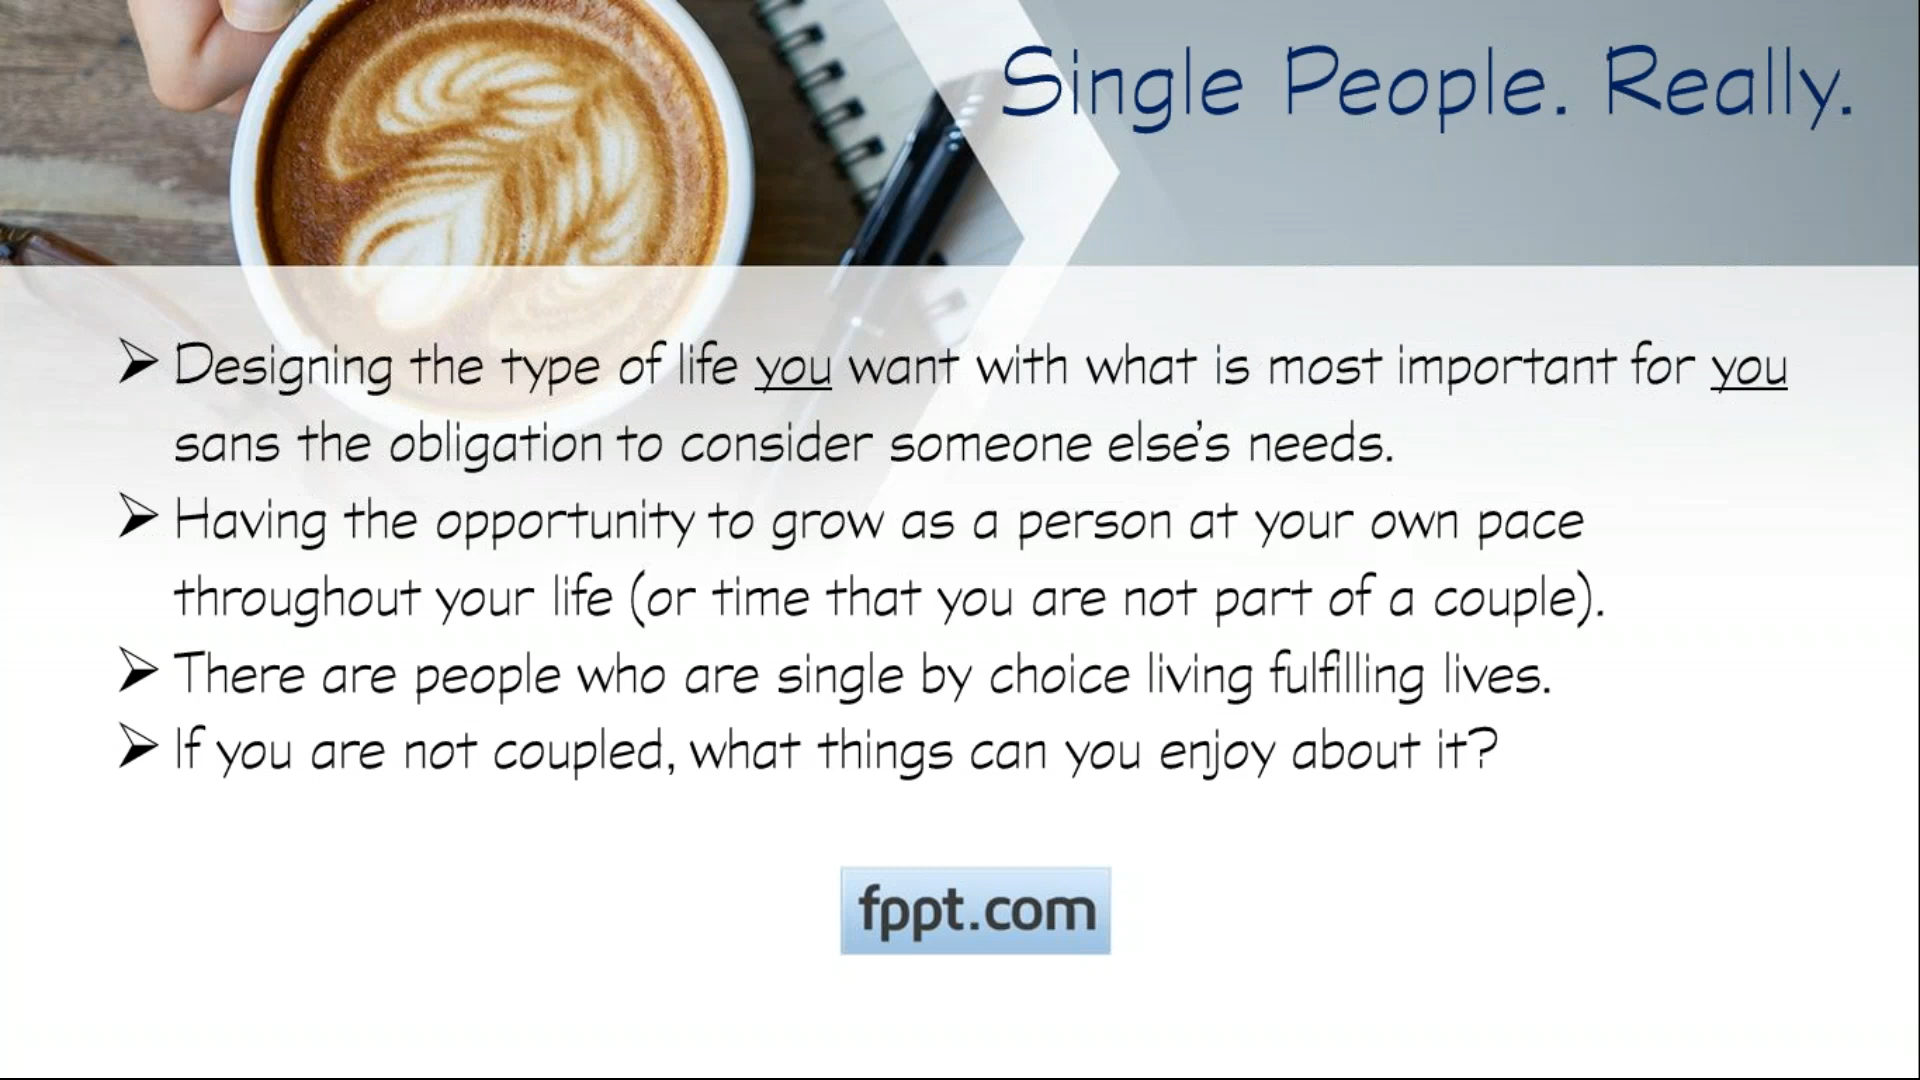 Single People. Really.
➢ Designing the type of life you want with what is most important for you
sans the obligation to consider someone else's needs.
➢ Having the opportunity to grow as a person at your own pace
throughout your life (or time that you are not part of a couple).
➢ There are people who are single by choice living fulfilling lives.
➢ If you are not coupled, what things can you enjoy about it?
fppt.com